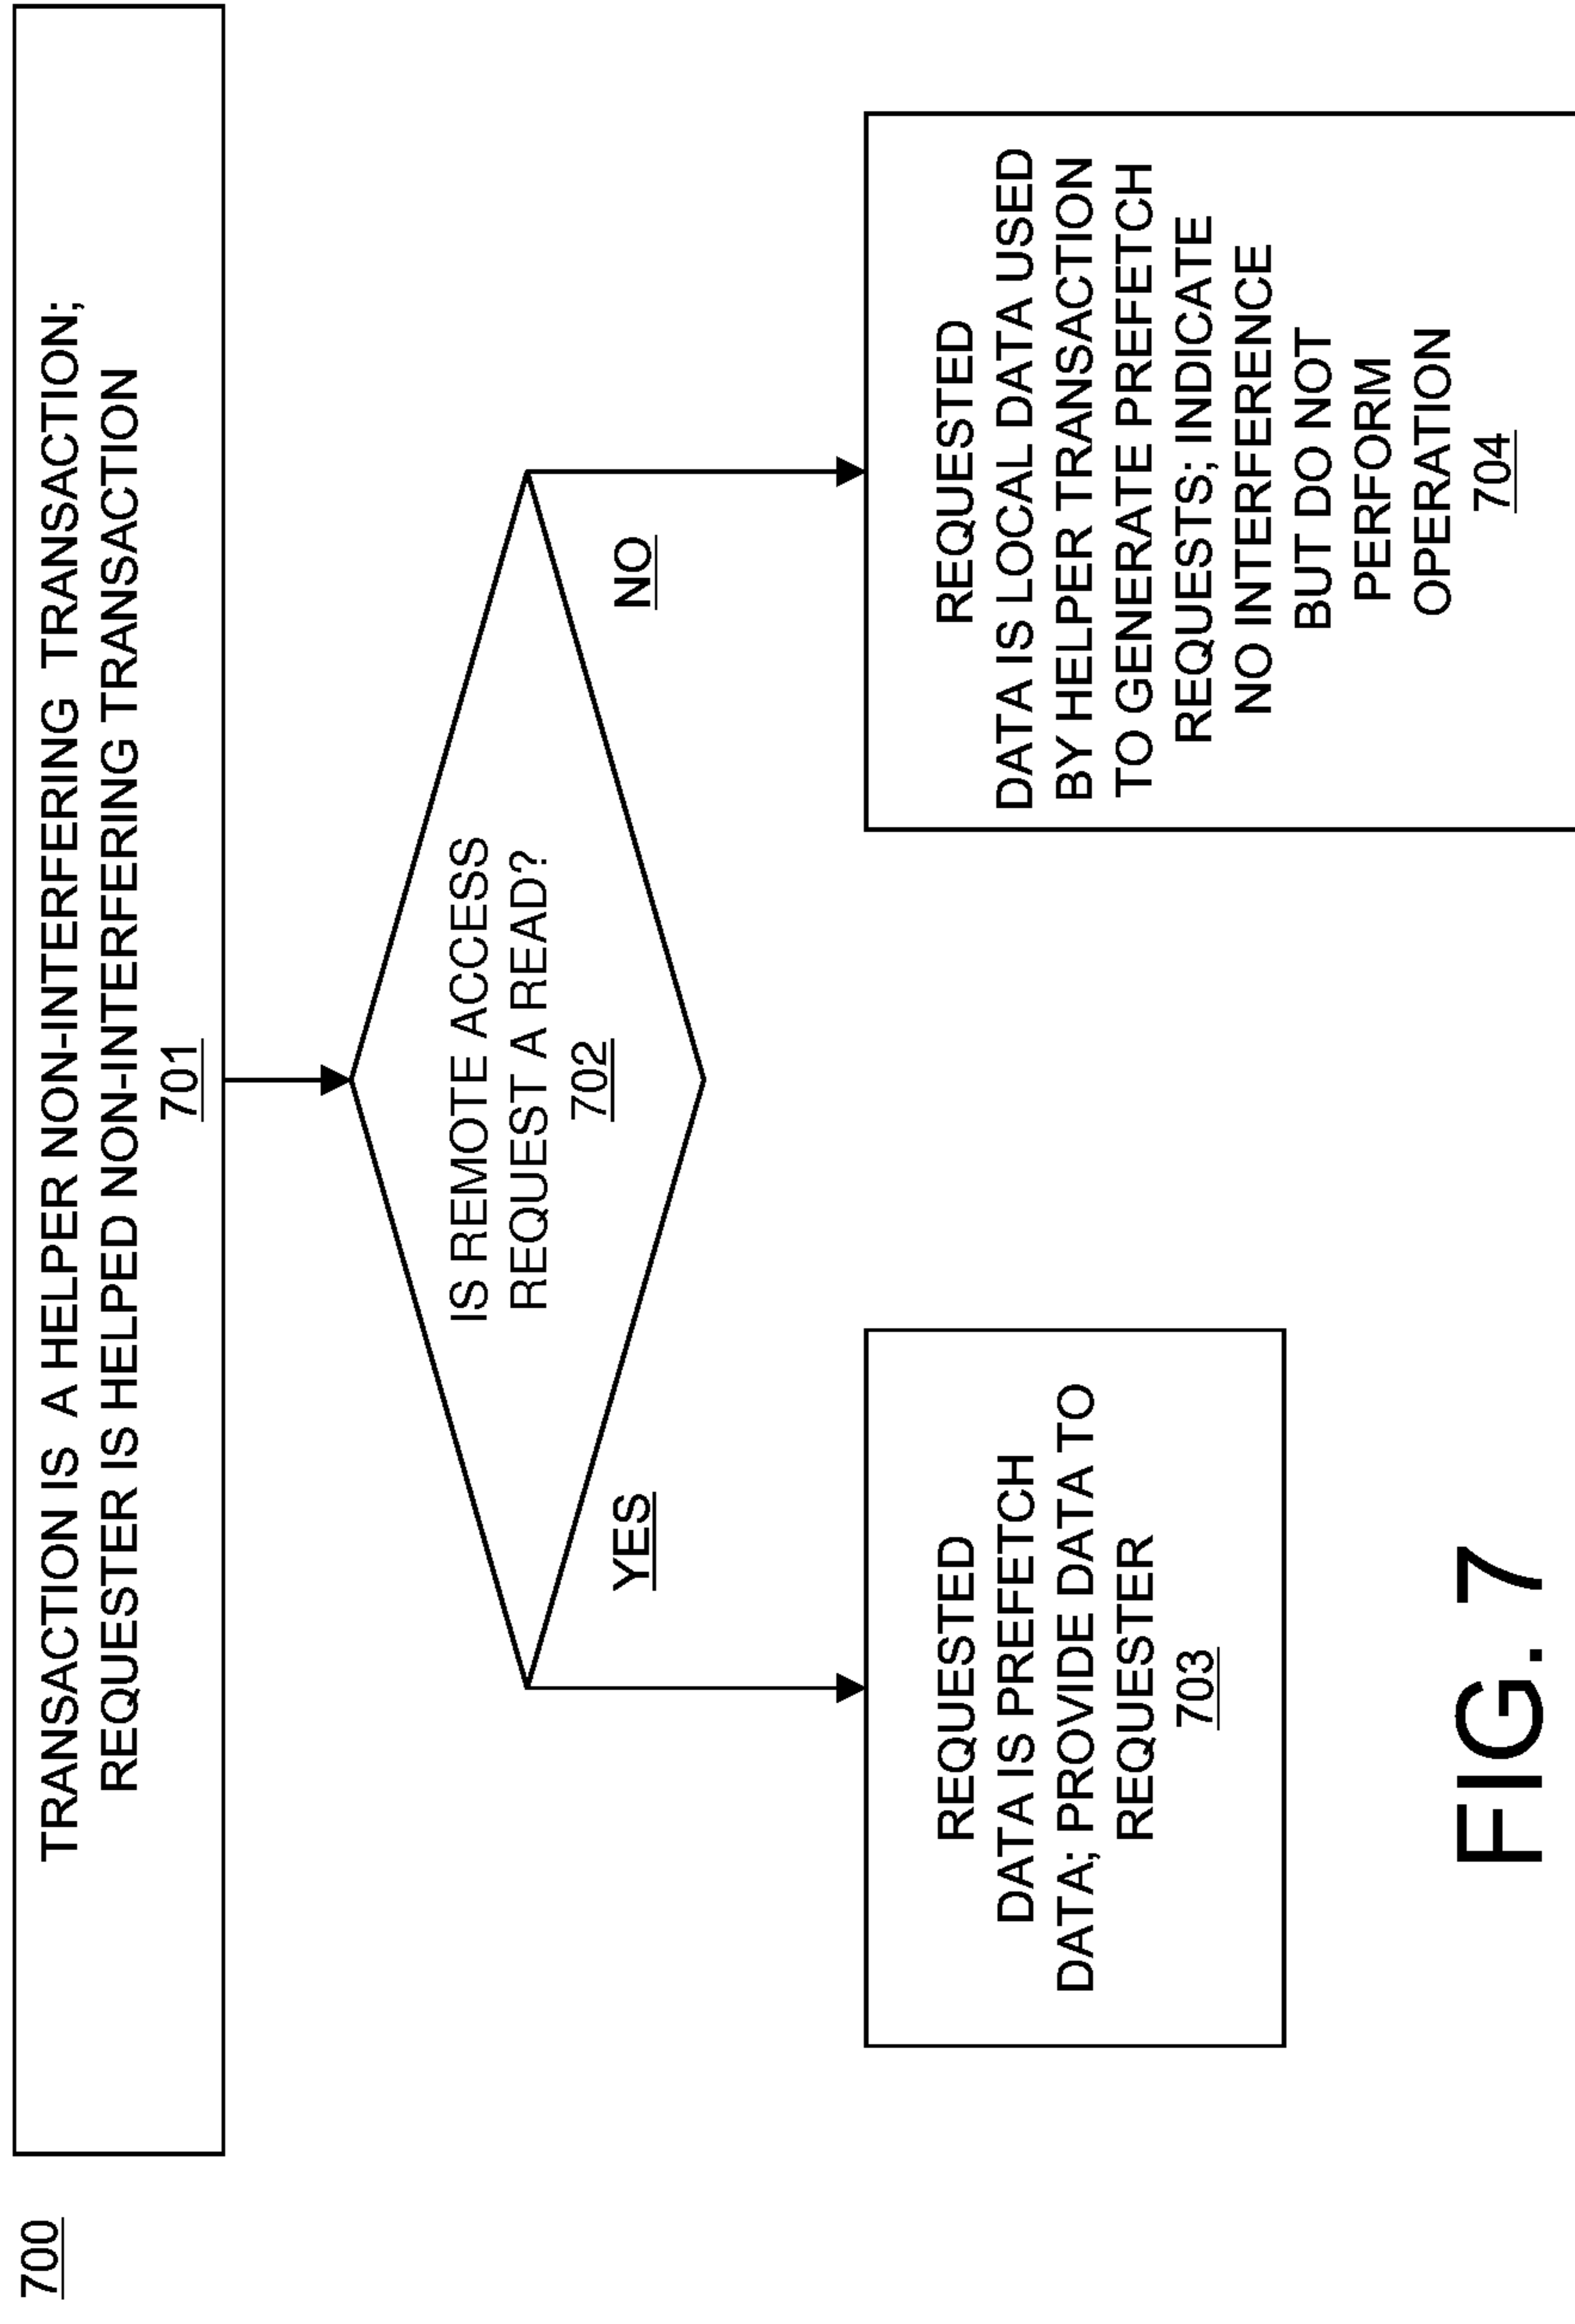 700
TRANSACTION IS A HELPER NON-INTERFERING TRANSACTION;
REQUESTER IS HELPED NON-INTERFERING TRANSACTION
701
IS REMOTE ACCESS
REQUEST A READ?
702
YES
NO
REQUESTED
DATA IS PREFETCH
DATA; PROVIDE DATA TO
REQUESTER
703
REQUESTED
DATA IS LOCAL DATA USED
BY HELPER TRANSACTION
TO GENERATE PREFETCH
REQUESTS; INDICATE
NO INTERFERENCE
BUT DO NOT
PERFORM
OPERATION
704
FIG. 7